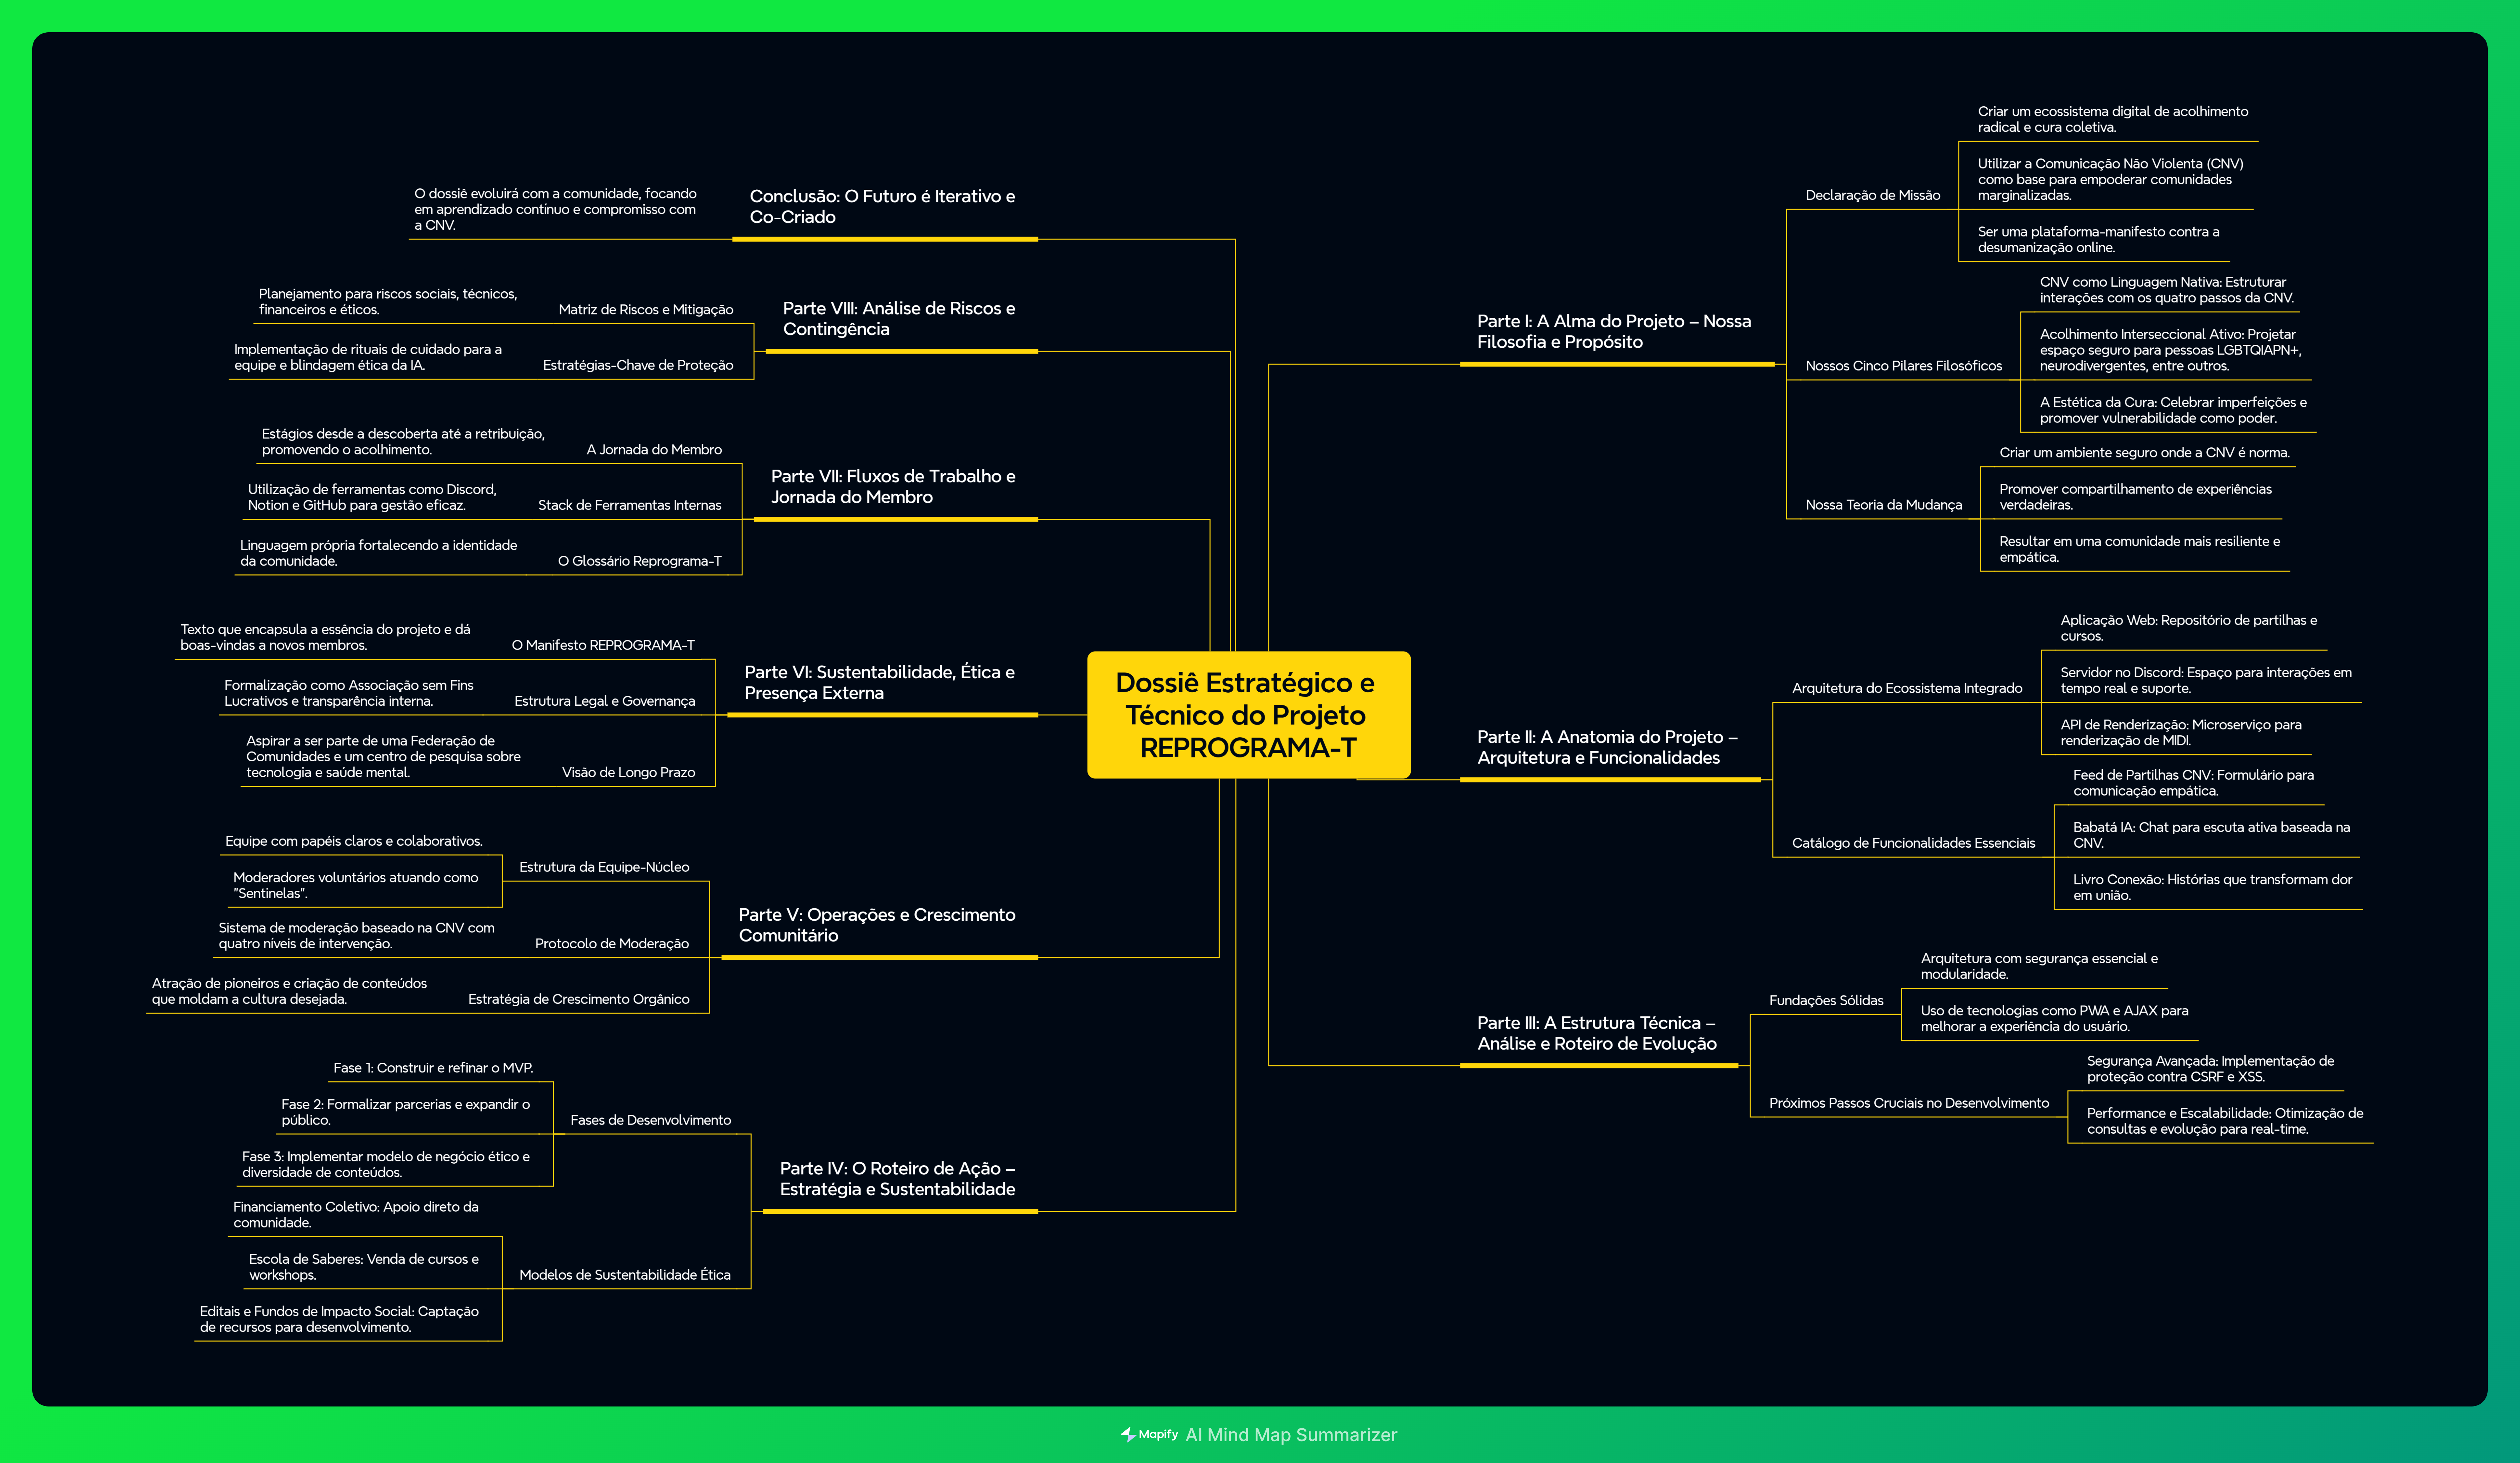 Dossiê Estratégico e
Técnico do Projeto
REPROGRAMA-T
Parte I: A Alma do Projeto – Nossa
Filosofia e Propósito
Declaração de Missão
Criar um ecossistema digital de acolhimento
radical e cura coletiva.
Utilizar a Comunicação Não Violenta (CNV)
como base para empoderar comunidades
marginalizadas.
Ser uma plataforma-manifesto contra a
desumanização online.
Nossos Cinco Pilares Filosóficos
CNV como Linguagem Nativa: Estruturar
interações com os quatro passos da CNV.
Acolhimento Interseccional Ativo: Projetar
espaço seguro para pessoas LGBTQIAPN+,
neurodivergentes, entre outros.
A Estética da Cura: Celebrar imperfeições e
promover vulnerabilidade como poder.
Nossa Teoria da Mudança
Criar um ambiente seguro onde a CNV é norma.
Promover compartilhamento de experiências
verdadeiras.
Resultar em uma comunidade mais resiliente e
empática.
Parte II: A Anatomia do Projeto –
Arquitetura e Funcionalidades
Arquitetura do Ecossistema Integrado
Aplicação Web: Repositório de partilhas e
cursos.
Servidor no Discord: Espaço para interações em
tempo real e suporte.
API de Renderização: Microserviço para
renderização de MIDI.
Catálogo de Funcionalidades Essenciais
Feed de Partilhas CNV: Formulário para
comunicação empática.
Babatá IA: Chat para escuta ativa baseada na
CNV.
Livro Conexão: Histórias que transformam dor
em união.
Parte III: A Estrutura Técnica –
Análise e Roteiro de Evolução
Fundações Sólidas
Arquitetura com segurança essencial e
modularidade.
Uso de tecnologias como PWA e AJAX para
melhorar a experiência do usuário.
Próximos Passos Cruciais no Desenvolvimento
Segurança Avançada: Implementação de
proteção contra CSRF e XSS.
Performance e Escalabilidade: Otimização de
consultas e evolução para real-time.
Parte IV: O Roteiro de Ação –
Estratégia e Sustentabilidade
Fases de Desenvolvimento
Fase 1: Construir e refinar o MVP.
Fase 2: Formalizar parcerias e expandir o
público.
Fase 3: Implementar modelo de negócio ético e
diversidade de conteúdos.
Modelos de Sustentabilidade Ética
Financiamento Coletivo: Apoio direto da
comunidade.
Escola de Saberes: Venda de cursos e
workshops.
Editais e Fundos de Impacto Social: Captação
de recursos para desenvolvimento.
Parte V: Operações e Crescimento
Comunitário
Estrutura da Equipe-Núcleo
Equipe com papéis claros e colaborativos.
Moderadores voluntários atuando como
"Sentinelas".
Protocolo de Moderação
Sistema de moderação baseado na CNV com
quatro níveis de intervenção.
Estratégia de Crescimento Orgânico
Atração de pioneiros e criação de conteúdos
que moldam a cultura desejada.
Parte VI: Sustentabilidade, Ética e
Presença Externa
O Manifesto REPROGRAMA-T
Texto que encapsula a essência do projeto e dá
boas-vindas a novos membros.
Estrutura Legal e Governança
Formalização como Associação sem Fins
Lucrativos e transparência interna.
Visão de Longo Prazo
Aspirar a ser parte de uma Federação de
Comunidades e um centro de pesquisa sobre
tecnologia e saúde mental.
Parte VII: Fluxos de Trabalho e
Jornada do Membro
A Jornada do Membro
Estágios desde a descoberta até a retribuição,
promovendo o acolhimento.
Stack de Ferramentas Internas
Utilização de ferramentas como Discord,
Notion e GitHub para gestão eficaz.
O Glossário Reprograma-T
Linguagem própria fortalecendo a identidade
da comunidade.
Parte VIII: Análise de Riscos e
Contingência
Matriz de Riscos e Mitigação
Planejamento para riscos sociais, técnicos,
financeiros e éticos.
Estratégias-Chave de Proteção
Implementação de rituais de cuidado para a
equipe e blindagem ética da IA.
Conclusão: O Futuro é Iterativo e
Co-Criado
O dossiê evoluirá com a comunidade, focando
em aprendizado contínuo e compromisso com
a CNV.
Mapify AI Mind Map Summarizer